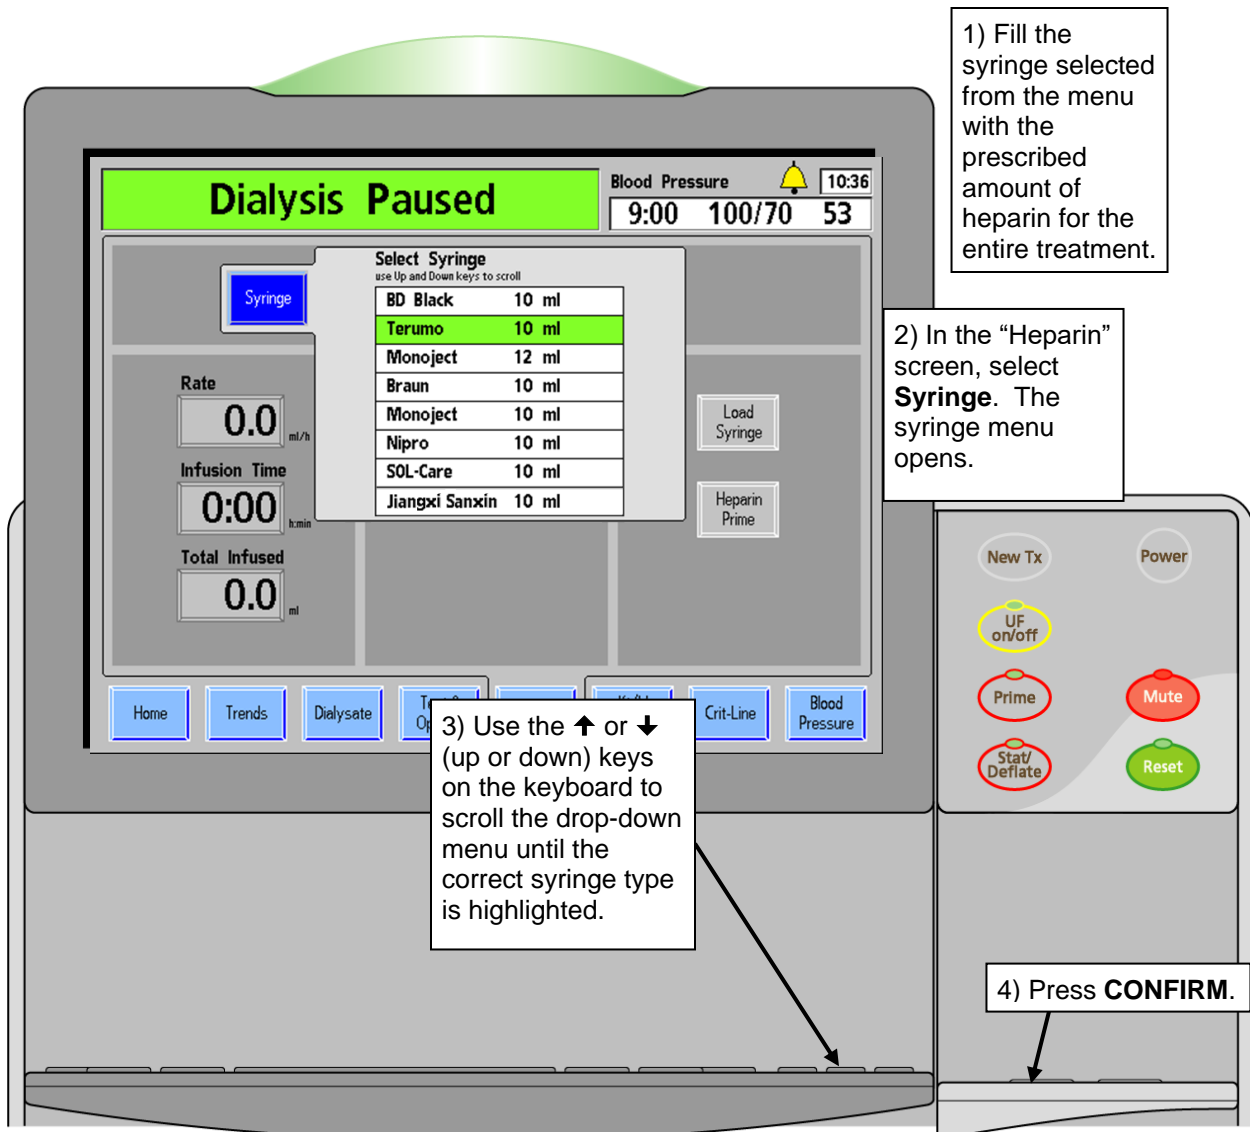 1) Fill the
syringe selected
from the menu
with the
prescribed
amount of
heparin for the
entire treatment.
Dialysis Paused
Blood Pressure
10:36
9:00 100/70 53
Select Syringe
use Up and Down keys to scroll
Syringe
BD Black 10 ml
Terumo 10 ml
Monoject 12 ml
Braun 10 ml
Monoject 10 ml
Nipro 10 ml
SOL-Care 10 ml
Jiangxi Sanxin 10 ml
2) In the “Heparin”
screen, select
Syringe. The
syringe menu
opens.
Rate
0.0 ml/h
Infusion Time
0:00 h:min
Total Infused
0.0 ml
Load
Syringe
Heparin
Prime
New Tx
Power
UF
on/off
Prime
Mute
Stat/
Deflate
Reset
Home
Trends
Dialysate
Crit-Line
Blood
Pressure
3) Use the ↑ or ↓
(up or down) keys
on the keyboard to
scroll the drop-down
menu until the
correct syringe type
is highlighted.
4) Press CONFIRM.